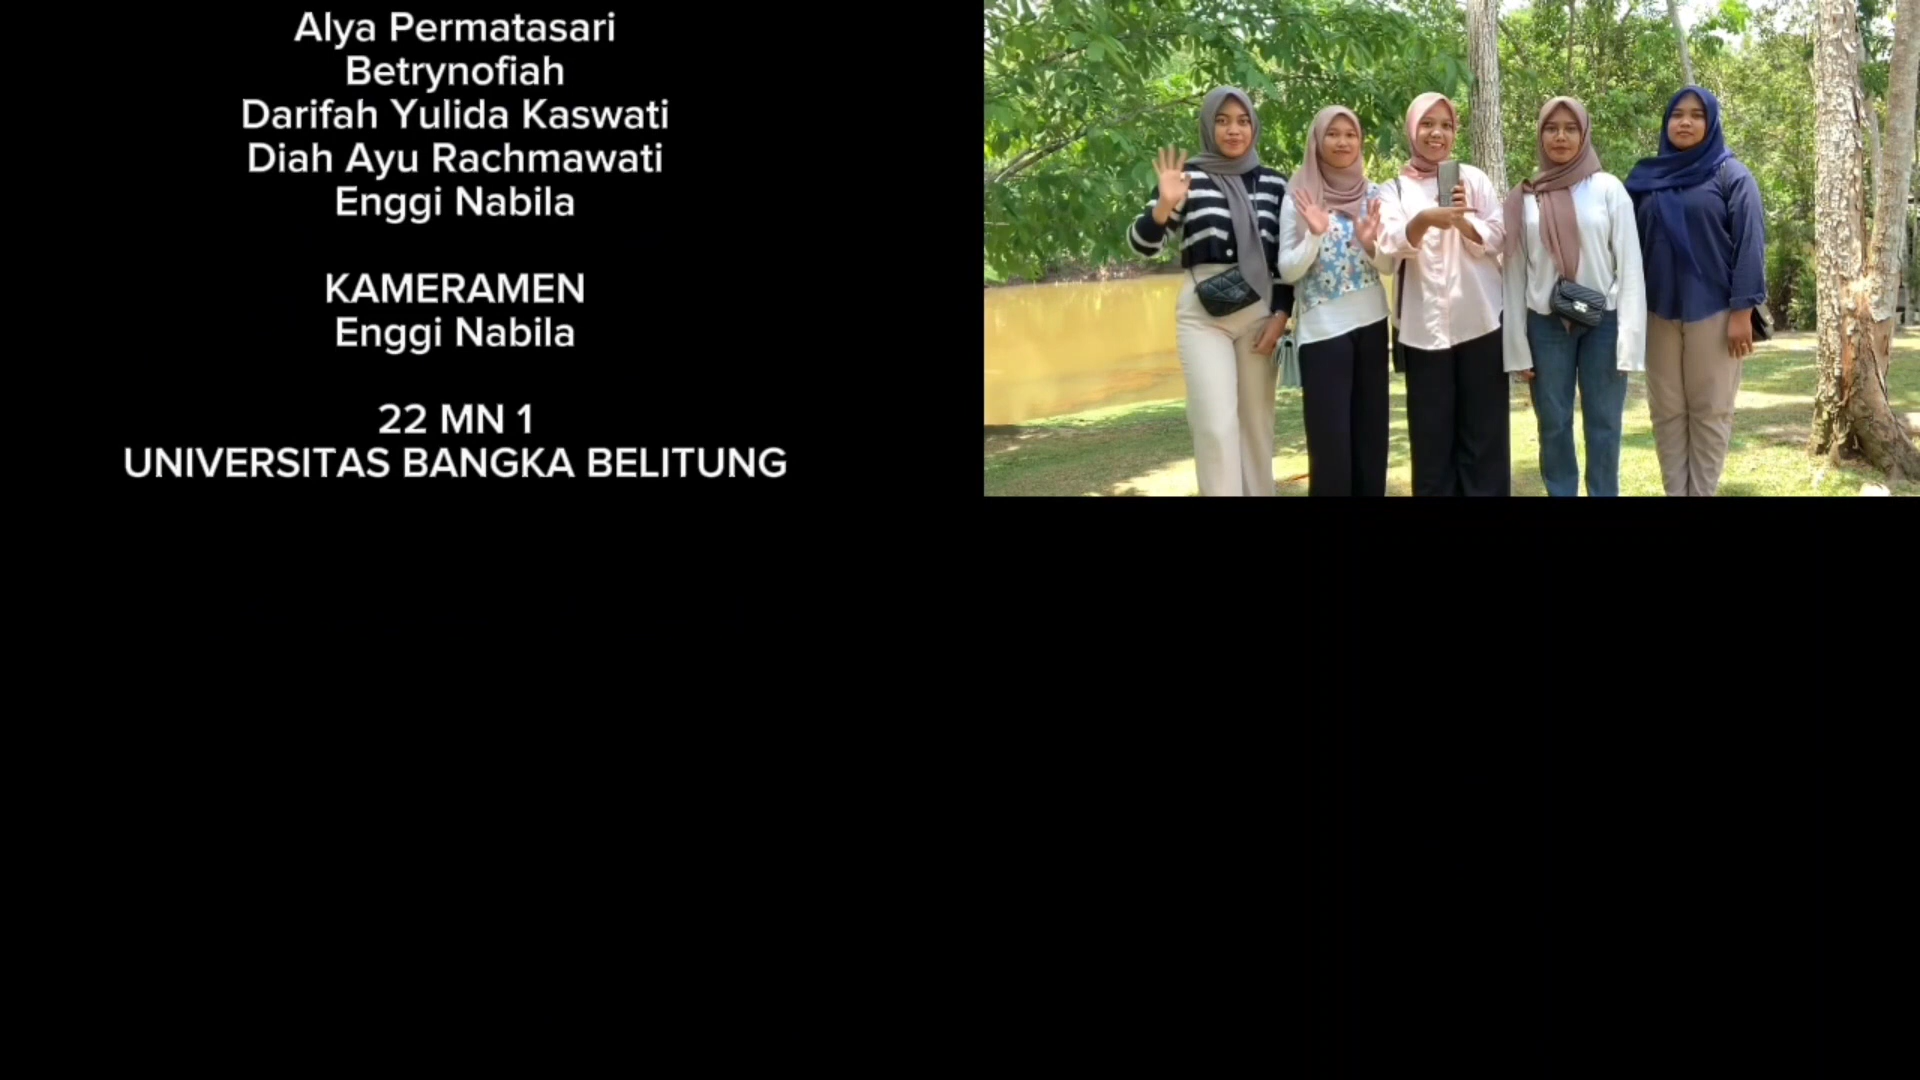 Alya Permatasari
Betrynofiah
Darifah Yulida Kaswati
Diah Ayu Rachmawati
Enggi Nabila
KAMERAMEN
Enggi Nabila
22 MN 1
UNIVERSITAS BANGKA BELITUNG